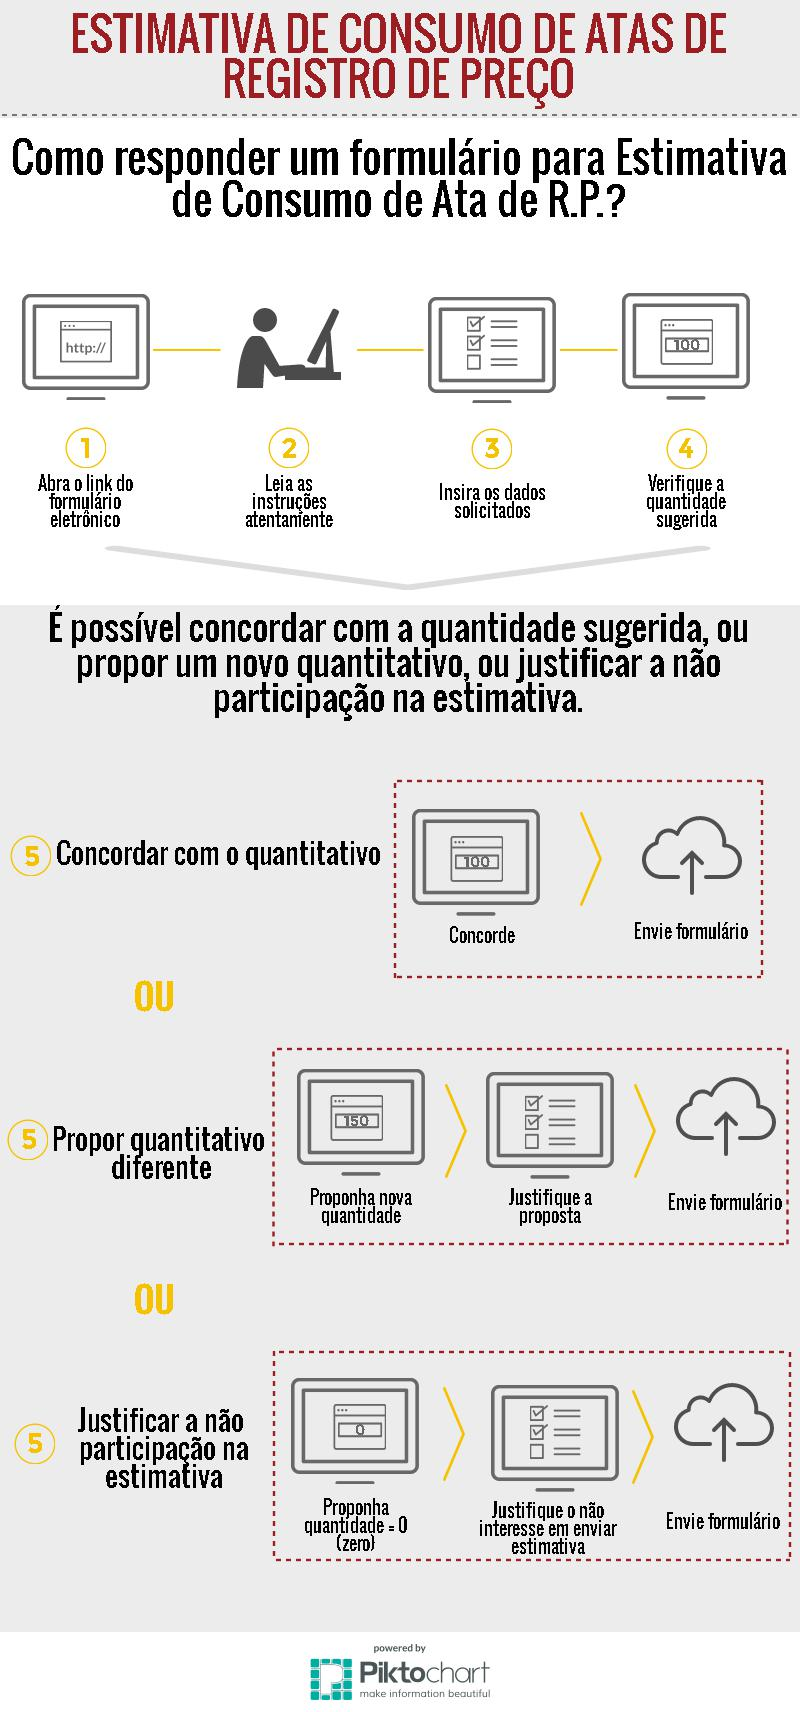 ESTIMATIVA DE CONSUMO DE ATAS DE
REGISTRO DE PREÇO
Como responder um formulário para Estimativa
de Consumo de Ata de R.P.?
http://
100
1
2
3
4
Abra o link do
formulário
eletrônico
Leia as
instruções
atentamente
Insira os dados
solicitados
Verifique a
quantidade
sugerida
É possível concordar com a quantidade sugerida, ou
propor um novo quantitativo, ou justificar a não
participação na estimativa.
5 Concordar com o quantitativo
100
Concorde
Envie formulário
OU
5 Propor quantitativo
diferente
150
Proponha nova
quantidade
Justifique a
proposta
Envie formulário
OU
5
Justificar a não
participação na
estimativa
0
Proponha
quantidade = 0
(zero)
Justifique o não
interesse em enviar
estimativa
Envie formulário
powered by
Piktochart
make information beautiful